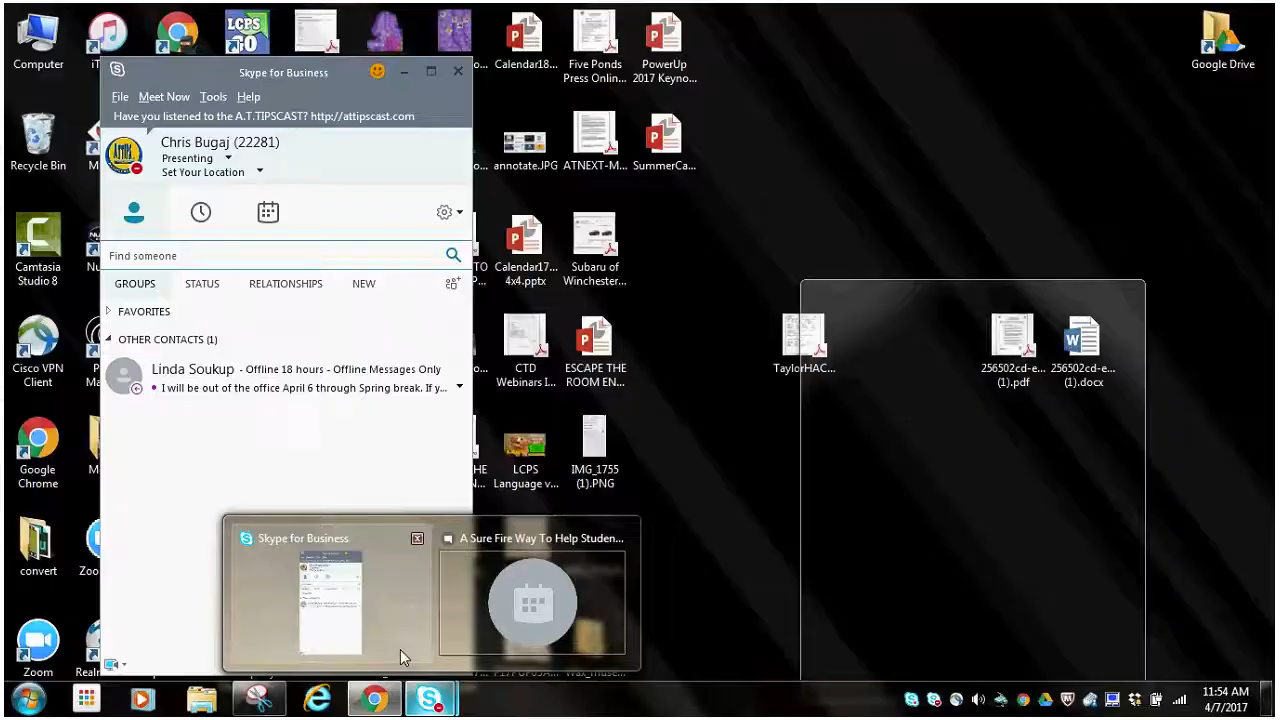 Computer
LCPS
Calendar18...
Five Ponds
Press Onlin...
PowerUp
2017 Keyno...
Google Drive
Skype for Business
File Meet Now Tools Help
Have you listened to the A.T.TIPSCAST? http://attipscast.com
Presenting
Set Your Location
Recycle Bin
annotate.JPG
ATNEXT-M...
SummerCa...
Find someone
Camtasia
Studio 8
Calendar17...
4x4.pptx
Subaru of
Winchester...
GROUPS STATUS RELATIONSHIPS NEW
FAVORITES
OTHER CONTACTS (1)
Linda Soukup - Offline 18 hours - Offline Messages Only
I will be out of the office April 6 through Spring break. If y...
Cisco VPN
Client
CTD
Webinars I...
ESCAPE THE
ROOM EN...
TaylorHAC...
256502cd-e...
(1).pdf
256502cd-e...
(1).docx
Google
Chrome
LCPS
Language v...
IMG_1755
(1).PNG
convert
Skype for Business
A Sure Fire Way To Help Studen...
Zoom
11:54 AM
4/7/2017